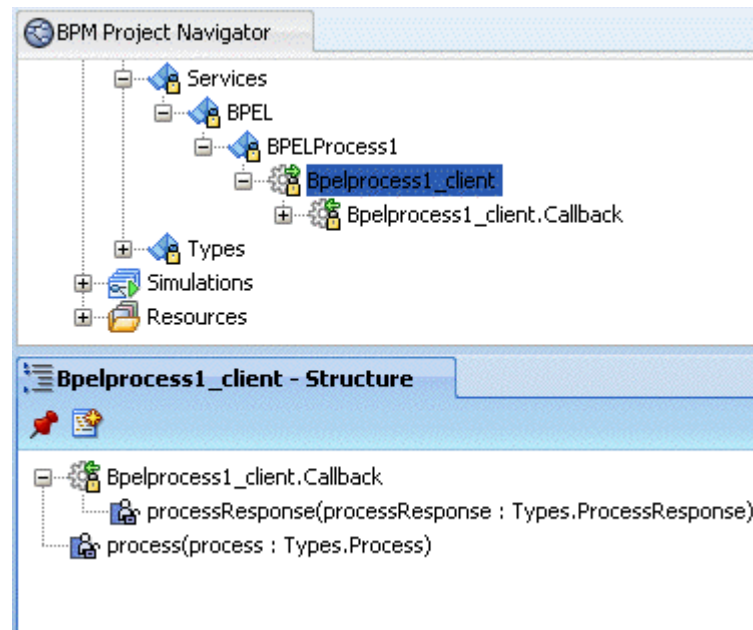 BPM Project Navigator
Services
BPEL
BPELProcess1
Bpelprocess1_client
Bpelprocess1_client.Callback
Types
Simulations
Resources
Bpelprocess1_client - Structure
Bpelprocess1_client.Callback
processResponse(processResponse : Types.ProcessResponse)
process(process : Types.Process)